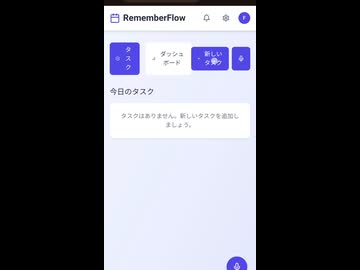 RememberFlow
F
タスク
ダッシュボード
新しいタスク
今日のタスク
タスクはありません。新しいタスクを追加し
ましょう。